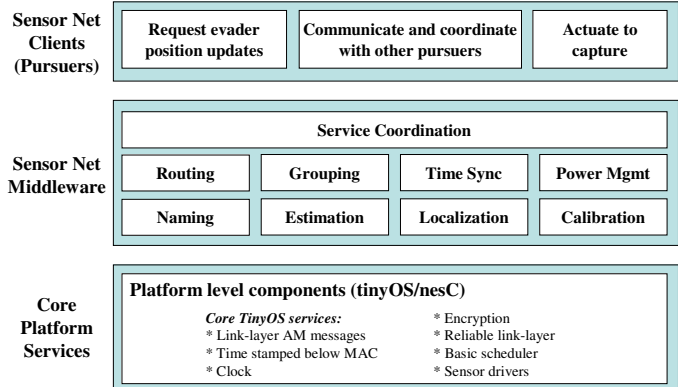 Sensor Net
Clients
(Pursuers)
Request evader
position updates
Communicate and coordinate
with other pursuers
Actuate to
capture
Sensor Net
Middleware
Service Coordination
Routing
Grouping
Time Sync
Power Mgmt
Naming
Estimation
Localization
Calibration
Core
Platform
Services
Platform level components (tinyOS/nesC)
Core TinyOS services:
* Link-layer AM messages
* Time stamped below MAC
* Clock
* Encryption
* Reliable link-layer
* Basic scheduler
* Sensor drivers